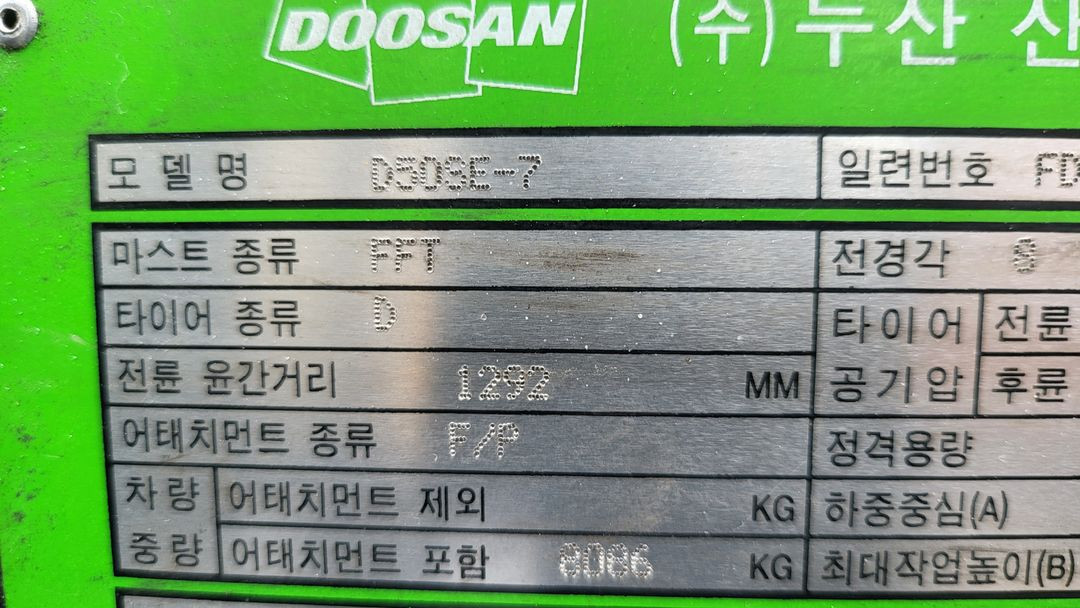 DOOSAN (주) 두산 산
모델명 D50SE-7 일련번호 FD
마스트 종류 FFT 전경각
타이어 종류 D 타이어 전륜
전륜 윤간거리 1292 MM 공기압 후륜
어태치먼트 종류 F/P 정격용량
차량 어태치먼트 제외 KG 하중중심(A)
중량 어태치먼트 포함 8086 KG 최대작업높이(B)